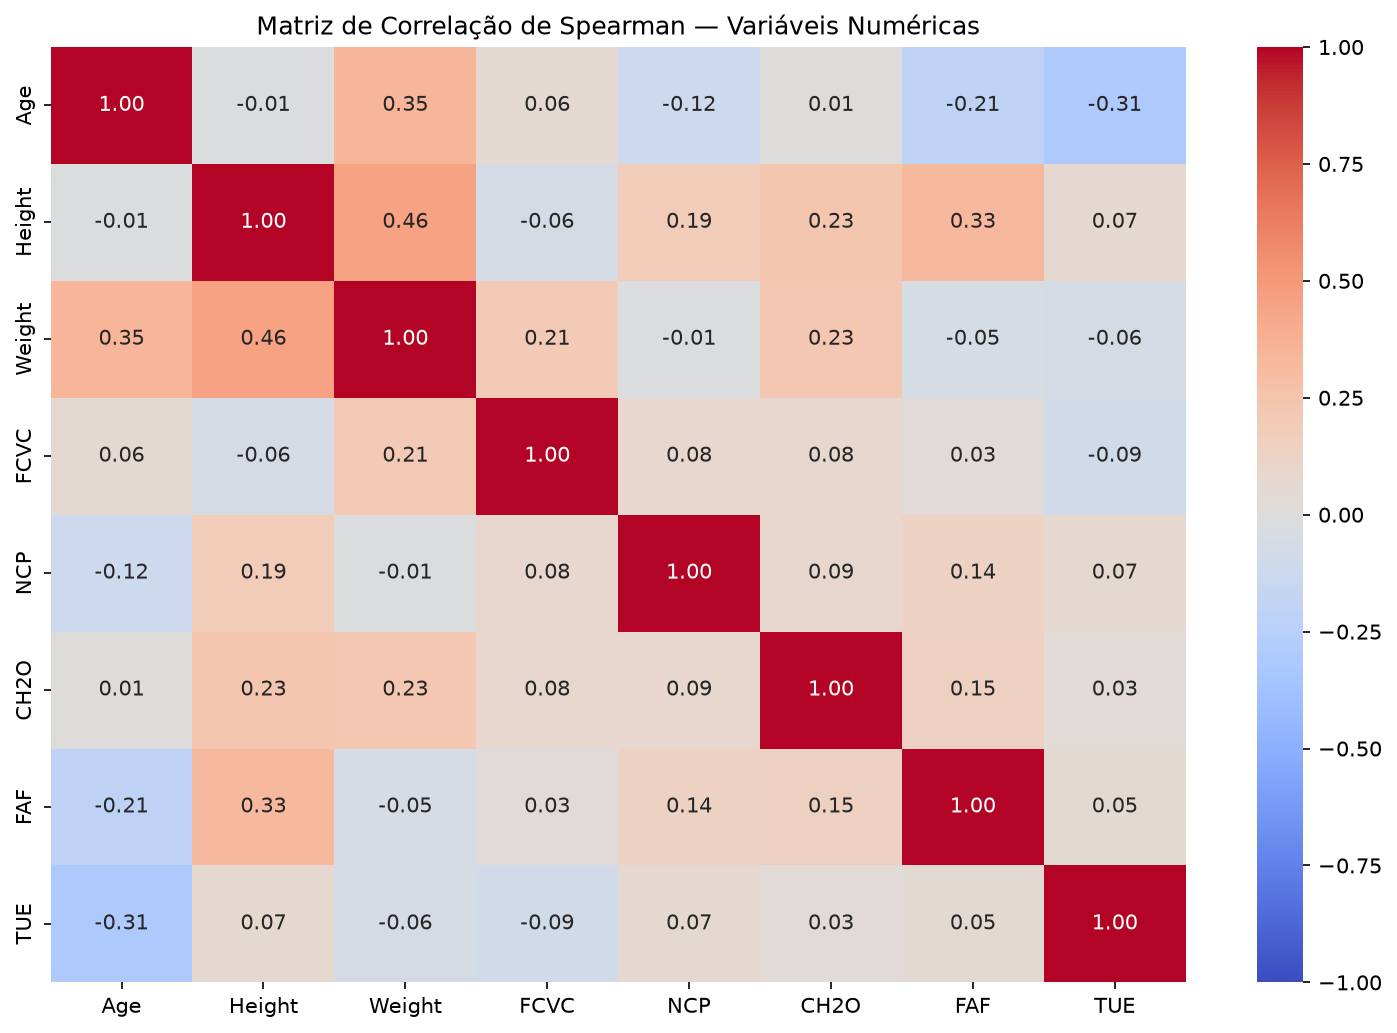 Matriz de Correlação de Spearman — Variáveis Numéricas
Age 1.00 -0.01 0.35 0.06 -0.12 0.01 -0.21 -0.31
Height -0.01 1.00 0.46 -0.06 0.19 0.23 0.33 0.07
Weight 0.35 0.46 1.00 0.21 -0.01 0.23 -0.05 -0.06
FCVC 0.06 -0.06 0.21 1.00 0.08 0.08 0.03 -0.09
NCP -0.12 0.19 -0.01 0.08 1.00 0.09 0.14 0.07
CH2O 0.01 0.23 0.23 0.08 0.09 1.00 0.15 0.03
FAF -0.21 0.33 -0.05 0.03 0.14 0.15 1.00 0.05
TUE -0.31 0.07 -0.06 -0.09 0.07 0.03 0.05 1.00
Age Height Weight FCVC NCP CH2O FAF TUE
1.00
0.75
0.50
0.25
0.00
−0.25
−0.50
−0.75
−1.00